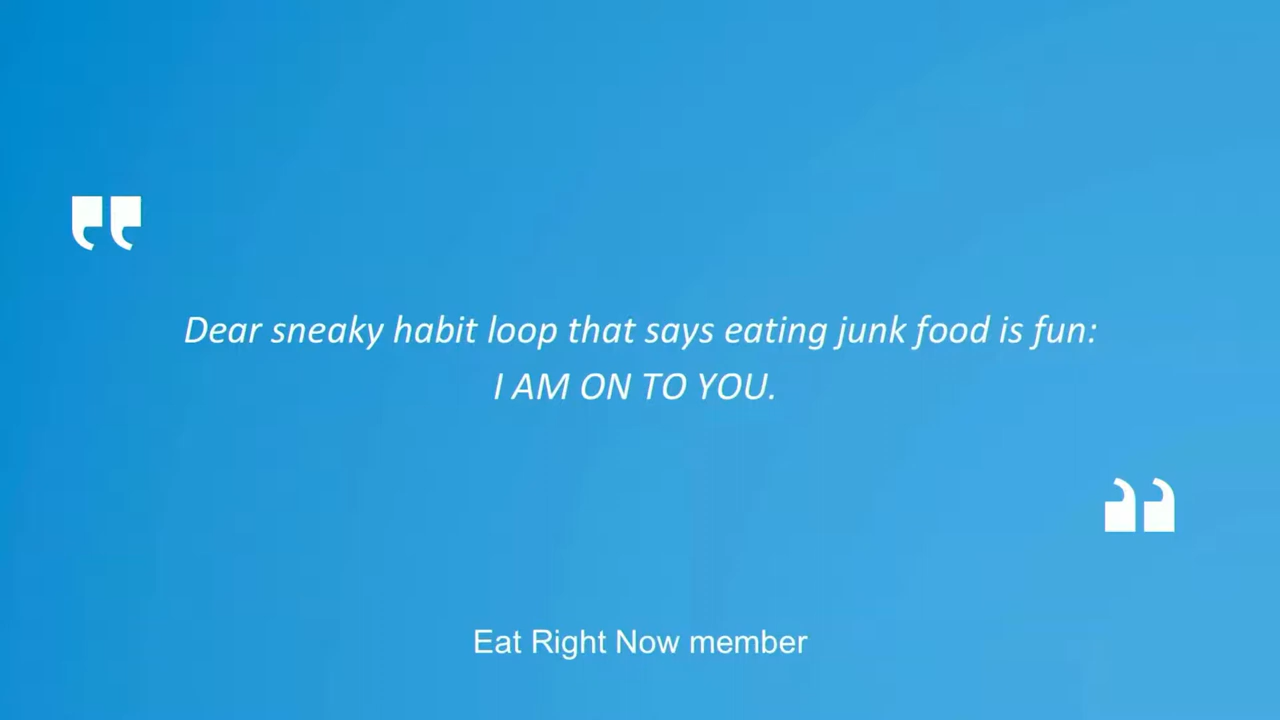 Dear sneaky habit loop that says eating junk food is fun:
I AM ON TO YOU.
Eat Right Now member